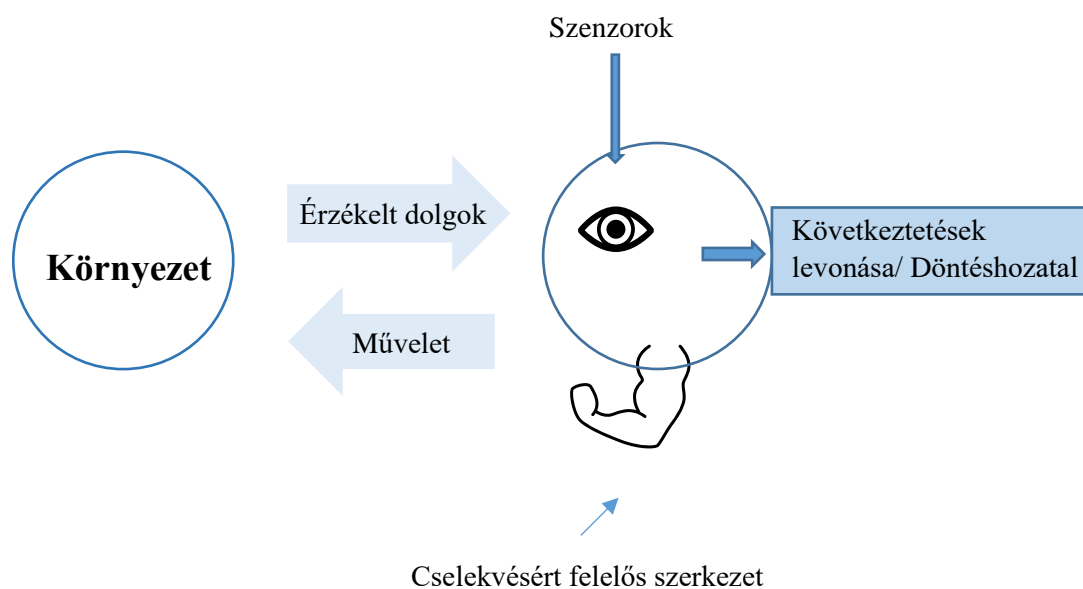 Szenzorok
Érzékelt dolgok
Környezet
Következtetések
levonása/ Döntéshozatal
Művelet
Cselekvésért felelős szerkezet